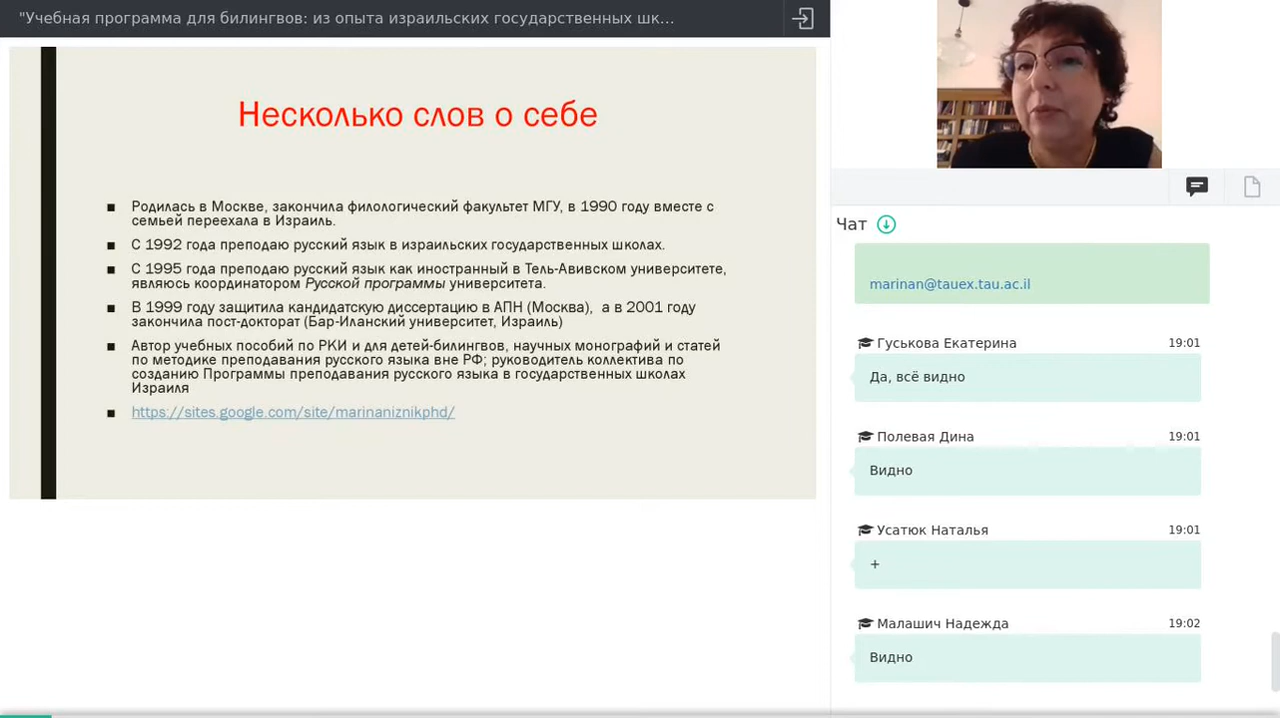 "Учебная программа для билингвов: из опыта израильских государственных шк...
Несколько слов о себе
Родилась в Москве, закончила филологический факультет МГУ, в 1990 году вместе с
семьей переехала в Израиль.
С 1992 года преподаю русский язык в израильских государственных школах.
С 1995 года преподаю русский язык как иностранный в Тель-Авивском университете,
являюсь координатором Русской программы университета.
В 1999 году защитила кандидатскую диссертацию в АПН (Москва), а в 2001 году
закончила пост-докторат (Бар-Иланский университет, Израиль)
Автор учебных пособий по РКИ и для детей-билингвов, научных монографий и статей
по методике преподавания русского языка вне РФ; руководитель коллектива по
созданию Программы преподавания русского языка в государственных школах
Израиля
https://sites.google.com/site/marinaniznikphd/
Чат
marinan@tauex.tau.ac.il
Гуськова Екатерина 19:01
Да, всё видно
Полевая Дина 19:01
Видно
Усатюк Наталья 19:01
+
Малашич Надежда 19:02
Видно